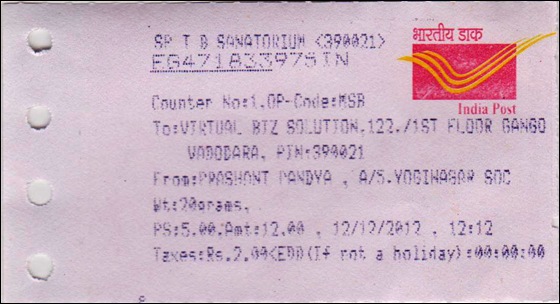 SP T B SANATORIUM <390021>
EG471833975IN
भारतीय डाक
India Post
Counter No:1,OP-Code:MSB
To:VIRTUAL BIZ SOLUTION,122,/1ST FLOOR GANGO
VADODARA, PIN:390021
From:PRASHANT PANDYA , A/5,YOGINAGAR SOC
Wt:20grams,
PS:5.00,Amt:12.00 , 12/12/2012 , 12:12
Taxes:Rs.2.00<EDD(If not a holiday):00:00:00